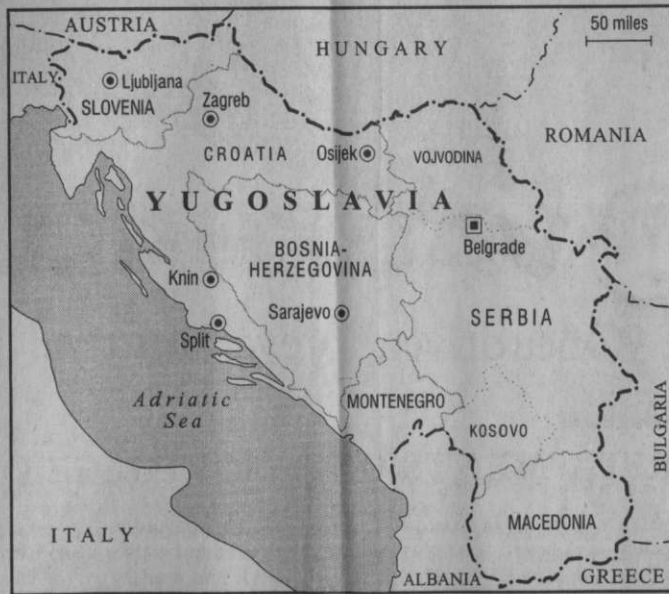 AUSTRIA
HUNGARY
50 miles
ITALY
Ljubljana
SLOVENIA
Zagreb
CROATIA
Osijek
VOJVODINA
ROMANIA
YUGOSLAVIA
Belgrade
BOSNIA-
HERZEGOVINA
Knin
Sarajevo
SERBIA
Split
Adriatic
Sea
MONTENEGRO
KOSOVO
BULGARIA
ITALY
MACEDONIA
ALBANIA
GREECE